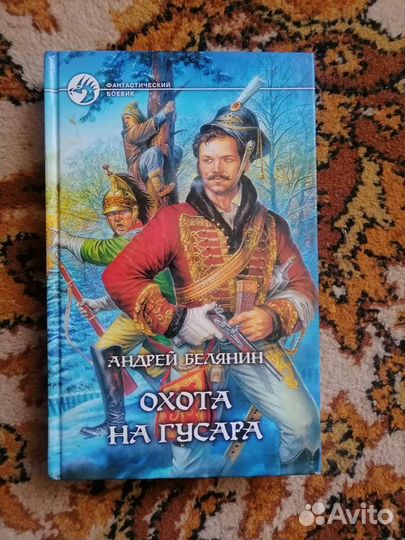 ФАНТАСТИЧЕСКИЙ
БОЕВИК
АНДРЕЙ БЕЛЯНИН
ОХОТА
НА ГУСАРА
Avito